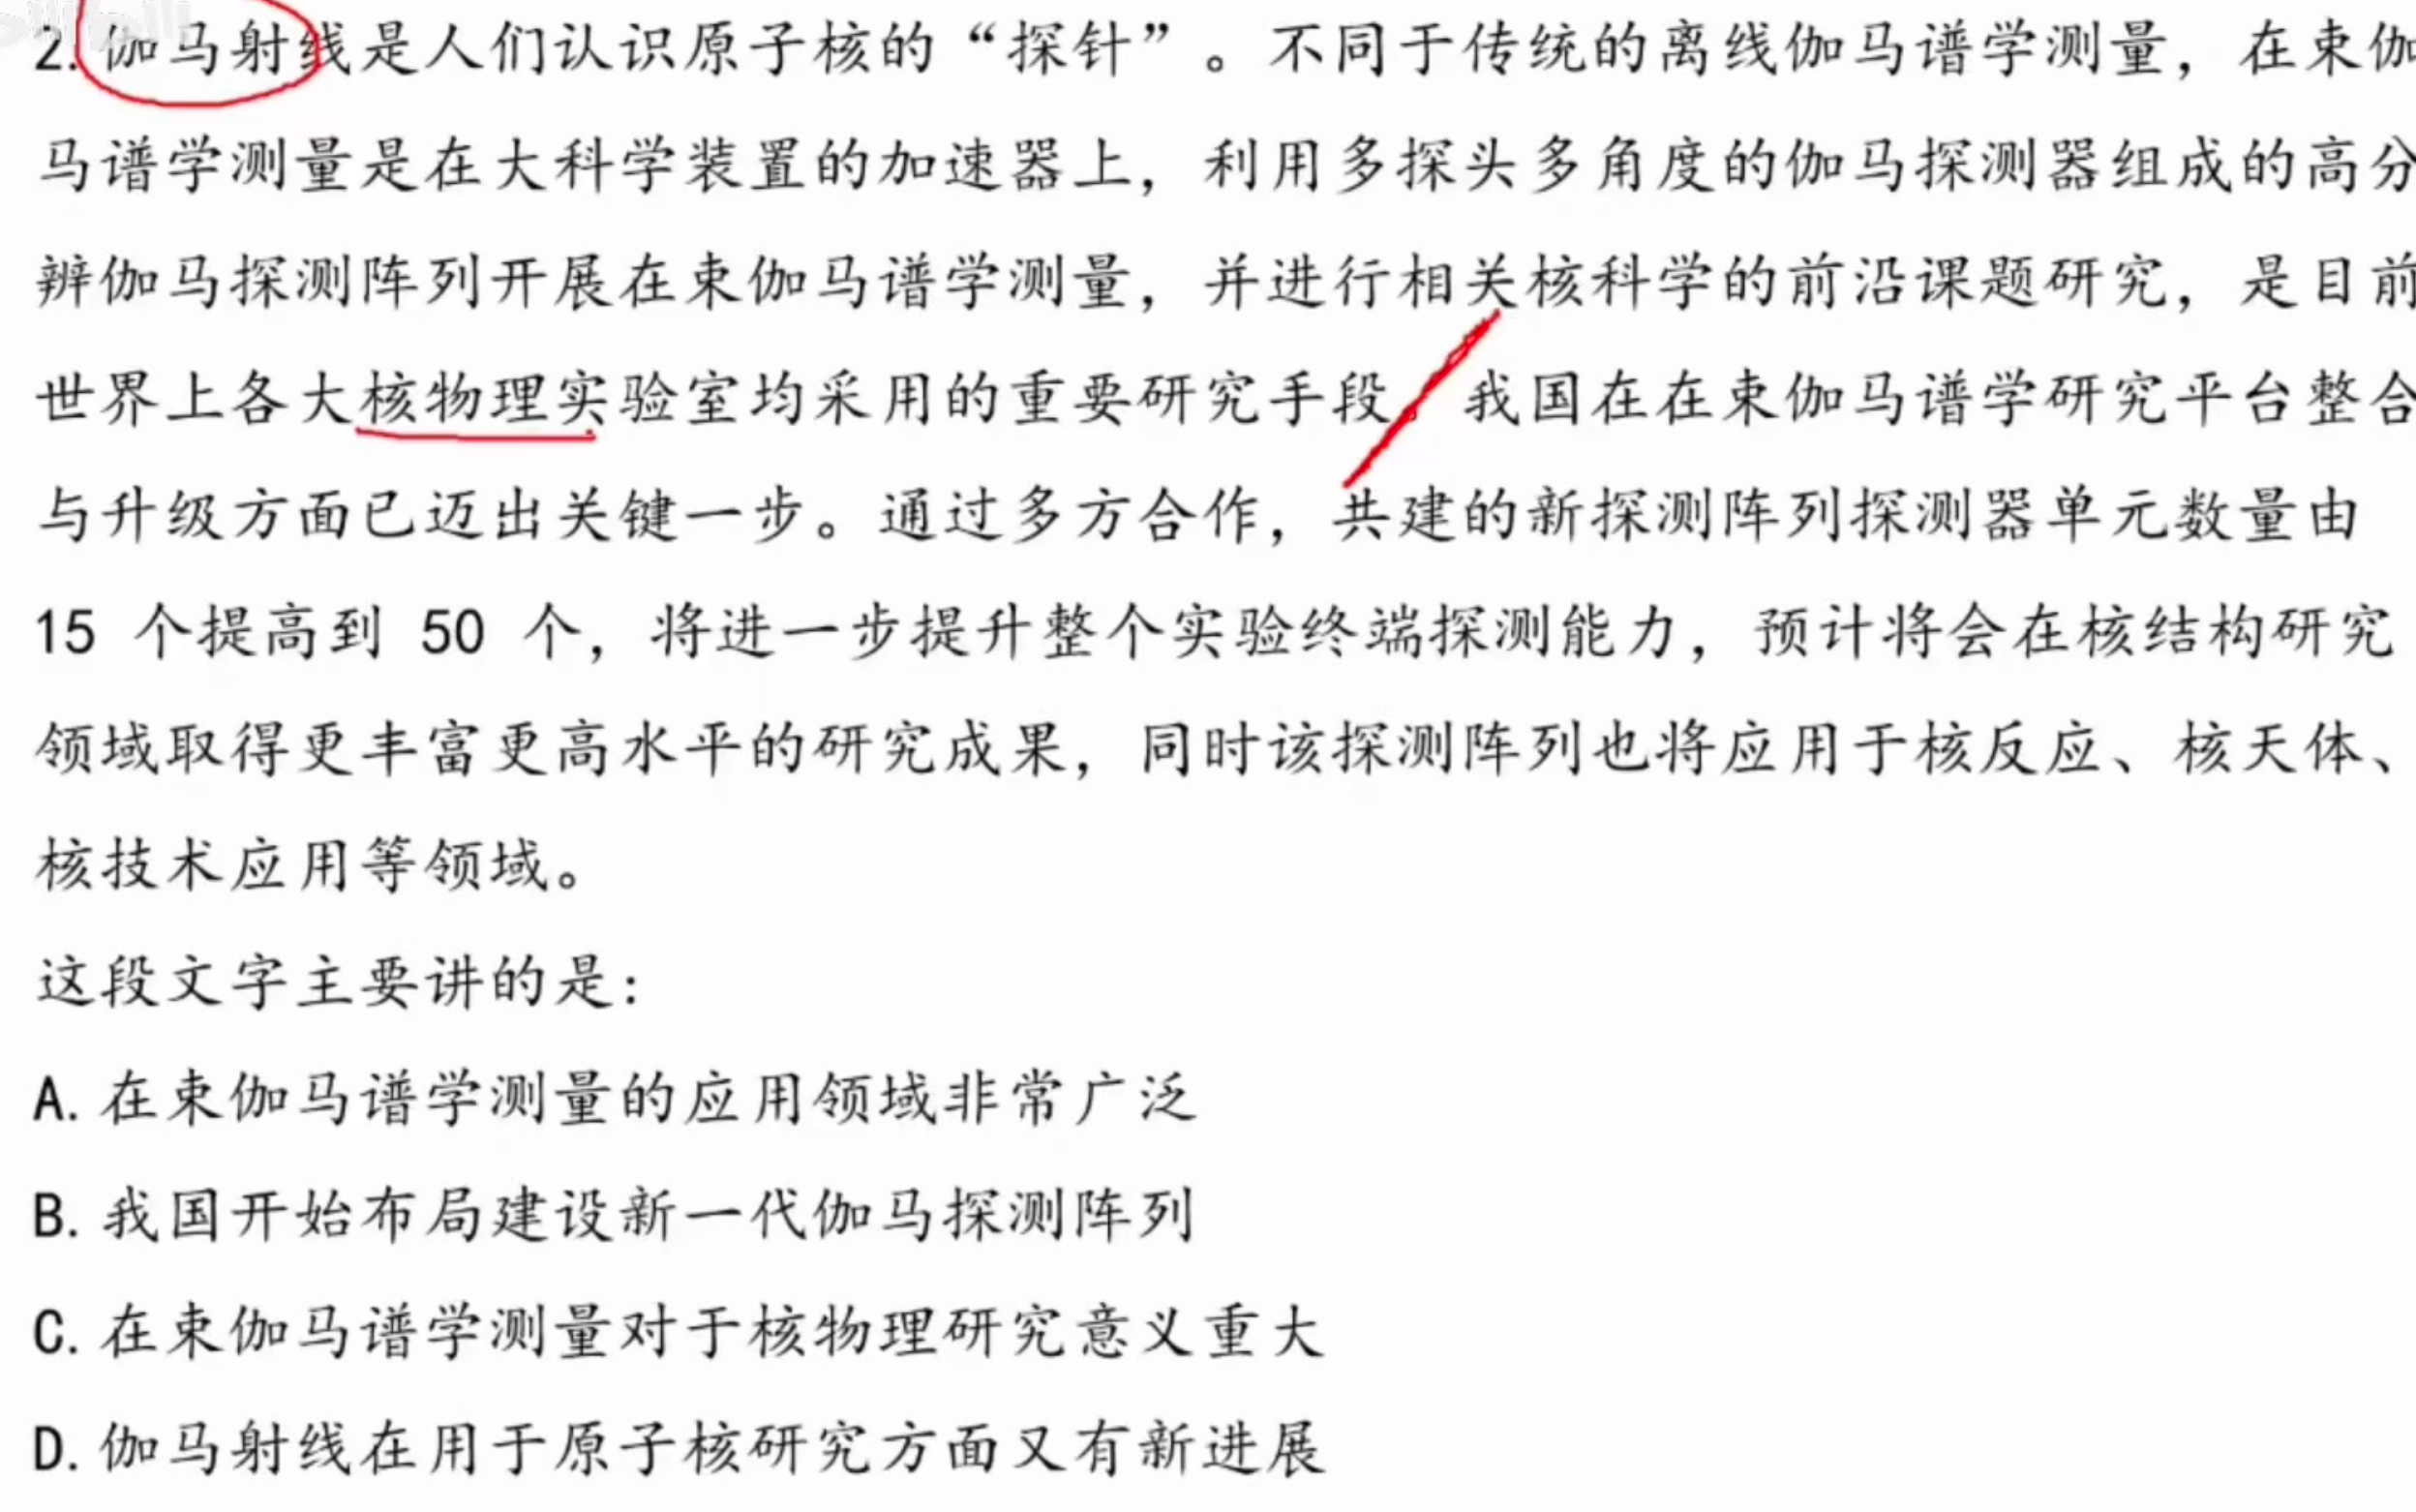 2. 伽马射线是人们认识原子核的“探针”。不同于传统的离线伽马谱学测量，在束伽
马谱学测量是在大科学装置的加速器上，利用多探头多角度的伽马探测器组成的高分
辨伽马探测阵列开展在束伽马谱学测量，并进行相关核科学的前沿课题研究，是目前
世界上各大核物理实验室均采用的重要研究手段。我国在在束伽马谱学研究平台整合
与升级方面已迈出关键一步。通过多方合作，共建的新探测阵列探测器单元数量由
15 个提高到 50 个，将进一步提升整个实验终端探测能力，预计将会在核结构研究
领域取得更丰富更高水平的研究成果，同时该探测阵列也将应用于核反应、核天体、
核技术应用等领域。
这段文字主要讲的是：
A. 在束伽马谱学测量的应用领域非常广泛
B. 我国开始布局建设新一代伽马探测阵列
C. 在束伽马谱学测量对于核物理研究意义重大
D. 伽马射线在用于原子核研究方面又有新进展